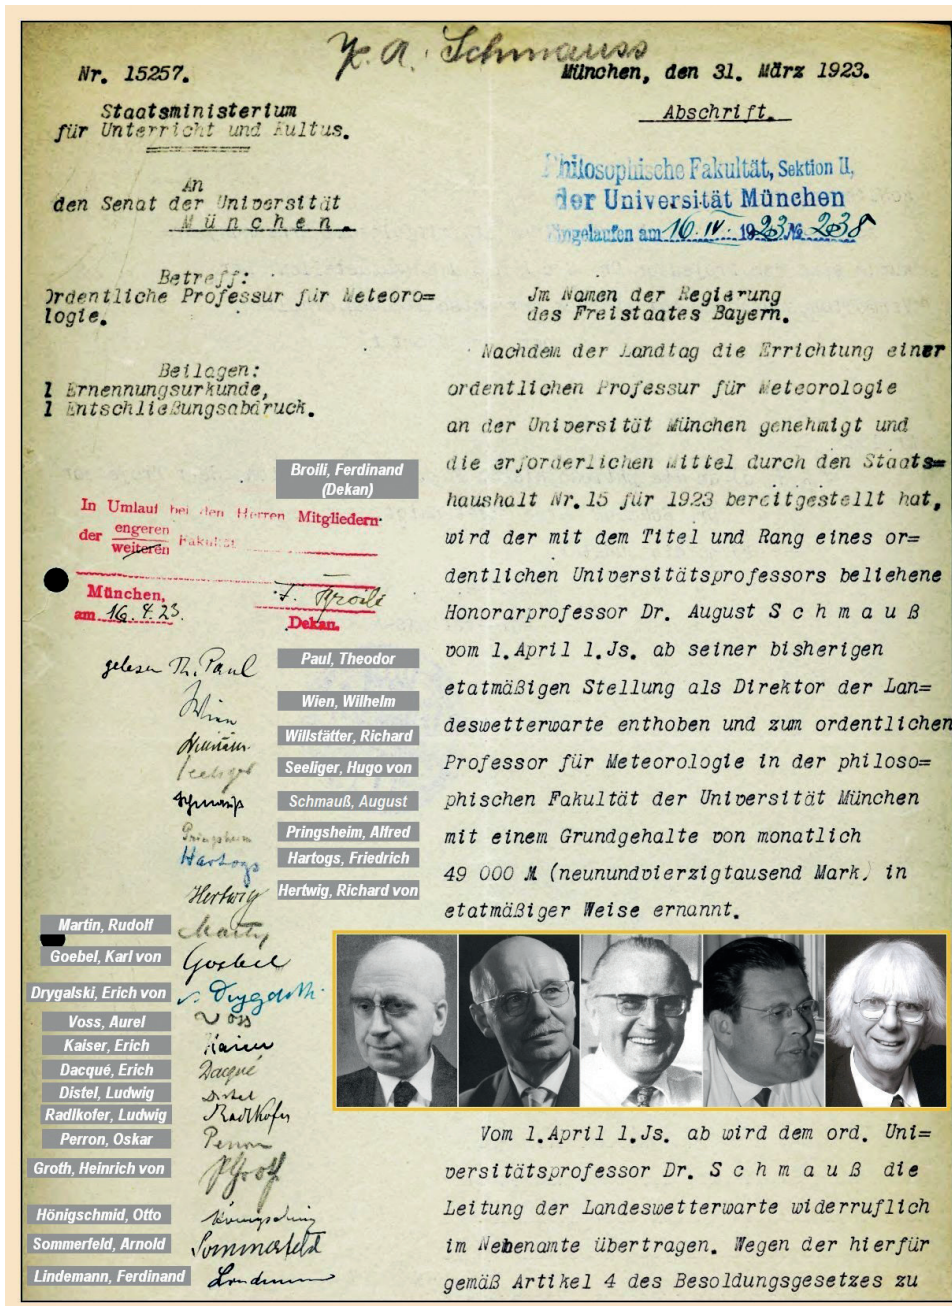 H. A. Schmauss
Nr. 15257.
München, den 31. März 1923.
Abschrift.
Staatsministerium
für Unterricht und Kultus.
Philosophische Fakultät, Sektion II,
der Universität München
Eingelaufen am 16. IV. 1923 № 238
An
den Senat der Universität
München.
Betreff:
Ordentliche Professur für Meteoro=
logie.
Jm Namen der Regierung
des Freistaates Bayern.
Beilagen:
1 Ernennungsurkunde,
1 Entschließungsabdruck.
Nachdem der Landtag die Errichtung einer
ordentlichen Professur für Meteorologie
an der Universität München genehmigt und
die erforderlichen Mittel durch den Staats=
haushalt Nr.15 für 1923 bereitgestellt hat,
wird der mit dem Titel und Rang eines or=
dentlichen Universitätsprofessors beliehene
Honorarprofessor Dr. August S c h m a u ß
vom 1.April l.Js. ab seiner bisherigen
etatmäßigen Stellung als Direktor der Lan=
deswetterwarte enthoben und zum ordentlichen
Professor für Meteorologie in der philoso=
phischen Fakultät der Universität München
mit einem Grundgehalte von monatlich
49 000 M (neunundvierzigtausend Mark) in
etatmäßiger Weise ernannt.
Broili, Ferdinand
(Dekan)
In Umlauf bei den Herren Mitgliedern
der engeren
weiteren Fakultät
München,
am 16. 4. 23.
F. Broili
Dekan.
gelesen Th. Paul
Paul, Theodor
Wien
Wien, Wilhelm
Willstätter, Richard
Seeliger
Seeliger, Hugo von
Schmauß
Schmauß, August
Pringsheim
Pringsheim, Alfred
Hartogs
Hartogs, Friedrich
Hertwig
Hertwig, Richard von
Martin, Rudolf
Martin
Goebel, Karl von
Goebel
Drygalski, Erich von
v. Drygalski
Voss, Aurel
Voss
Kaiser, Erich
Kaiser
Dacqué, Erich
Dacqué
Distel, Ludwig
Distel
Radlkofer, Ludwig
Radlkofer
Perron, Oskar
Perron
Groth, Heinrich von
P Groth
Hönigschmid, Otto
Hönigschmid
Sommerfeld, Arnold
Sommerfeld
Lindemann, Ferdinand
Lindemann
Vom 1.April l.Js. ab wird dem ord. Uni=
versitätsprofessor Dr. S c h m a u ß die
Leitung der Landeswetterwarte widerruflich
im Nebenamte übertragen. Wegen der hierfür
gemäß Artikel 4 des Besoldungsgesetzes zu